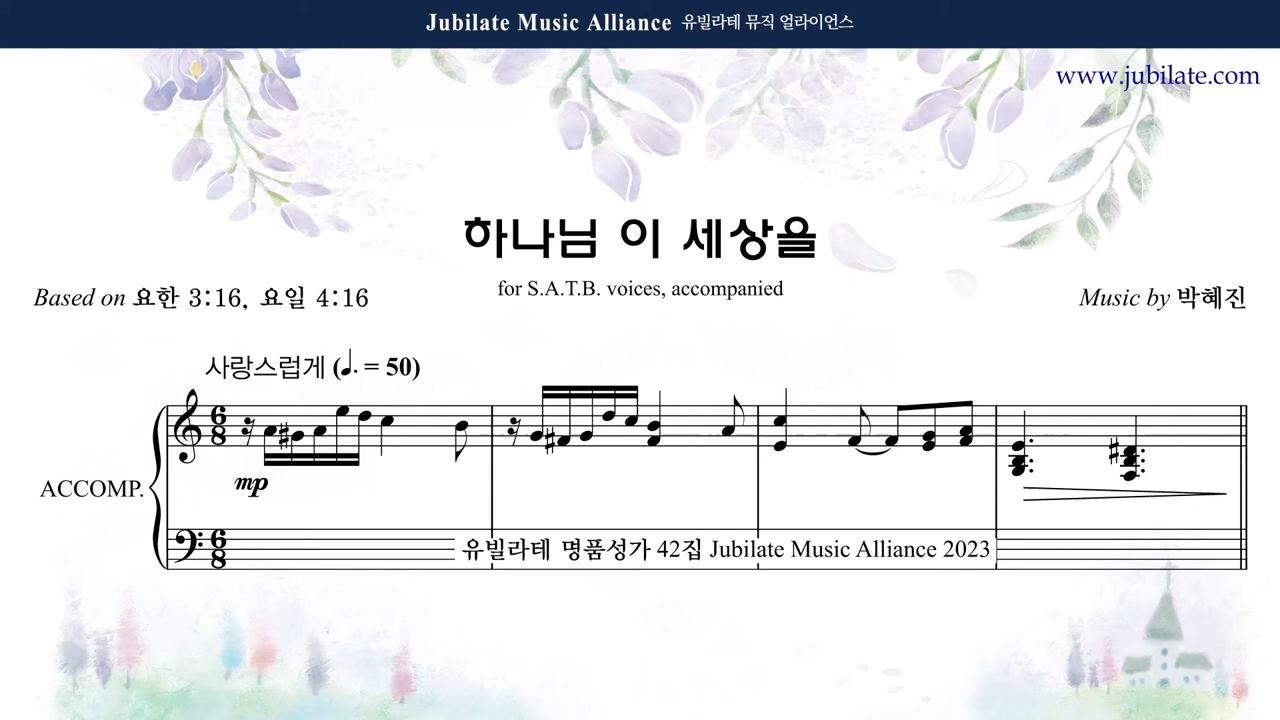 Jubilate Music Alliance 유빌라테 뮤직 얼라이언스
www.jubilate.com
하나님 이 세상을
for S.A.T.B. voices, accompanied
Based on 요한 3:16, 요일 4:16
Music by 박혜진
사랑스럽게 (♩. = 50)
6 8
mp
ACCOMP.
6 8
유빌라테 명품성가 42집 Jubilate Music Alliance 2023